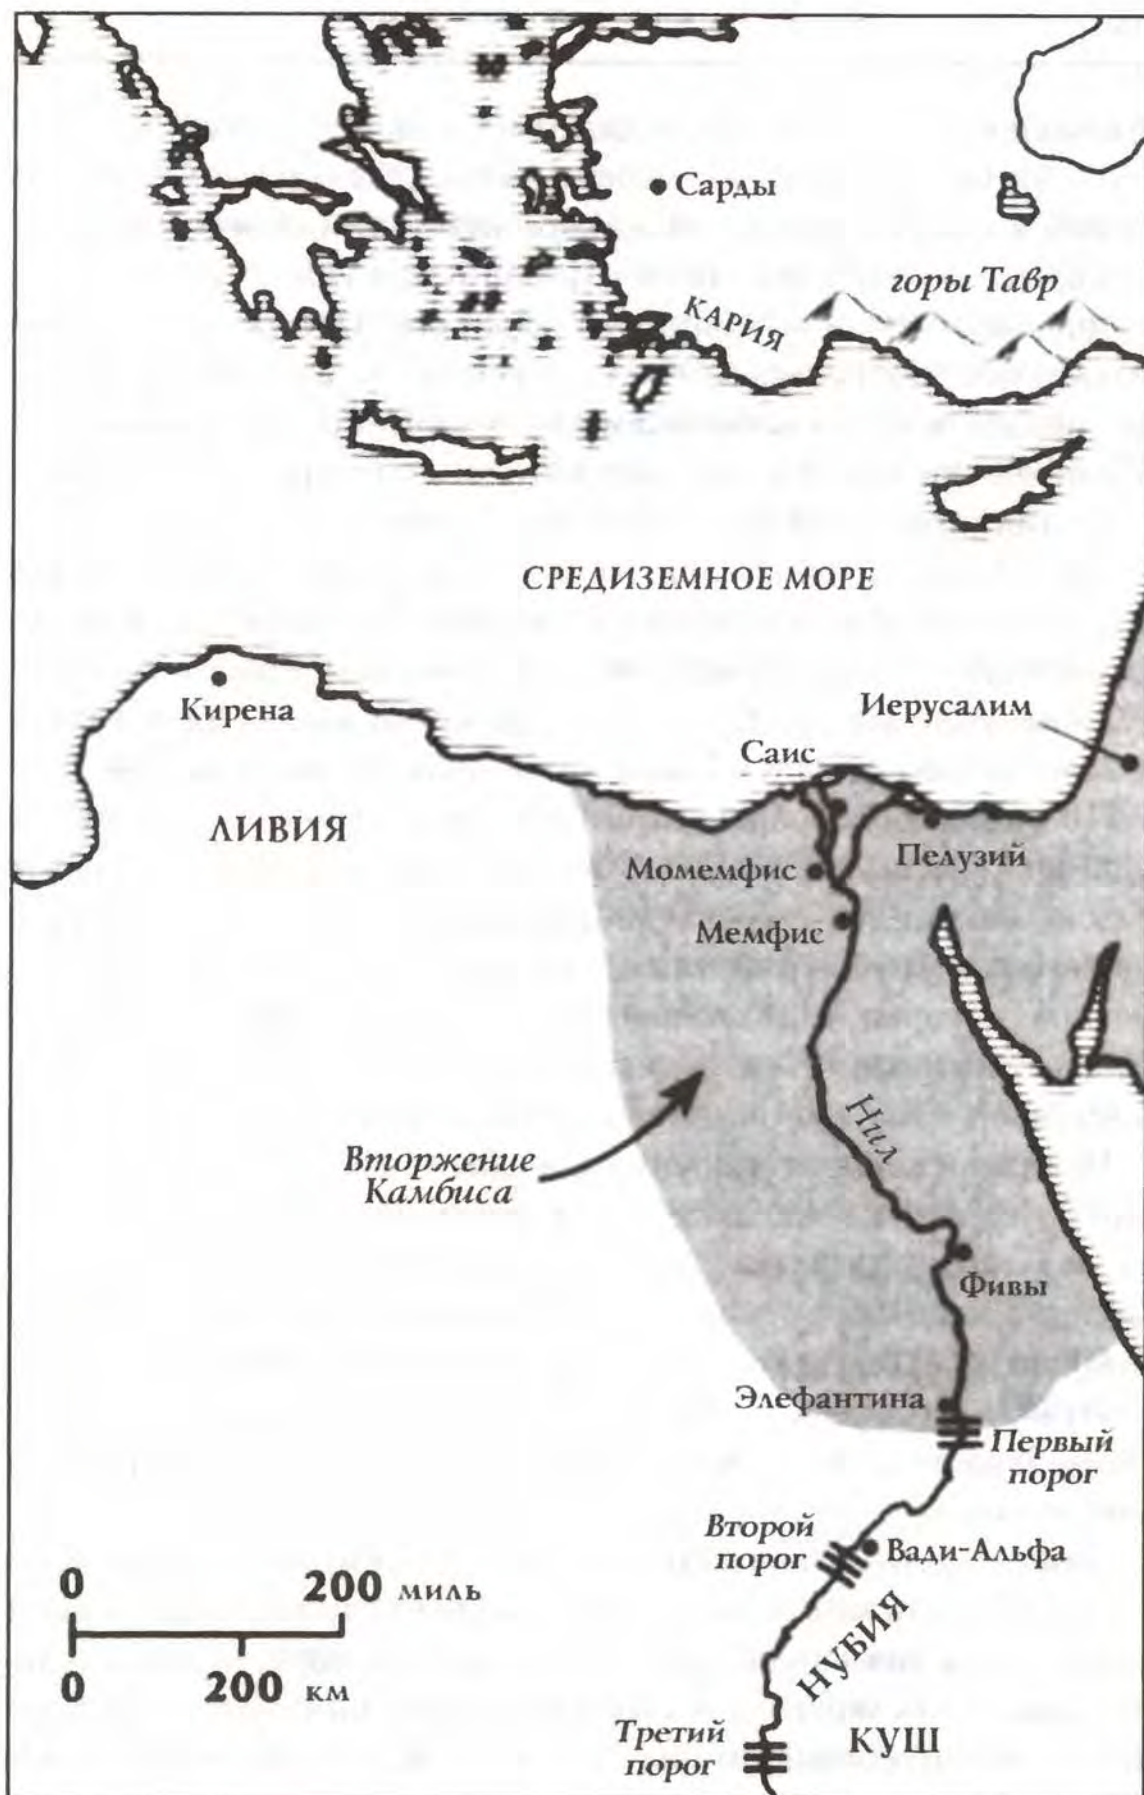 Сарды
горы Тавр
КАРИЯ
СРЕДИЗЕМНОЕ МОРЕ
Кирена
Иерусалим
Саис
ЛИВИЯ
Пелузий
Момемфис
Мемфис
Нил
Вторжение
Камбиса
Фивы
Элефантина
Первый
порог
Второй
порог
Вади-Альфа
НУБИЯ
0 200 миль
0 200 км
Третий
порог
КУШ